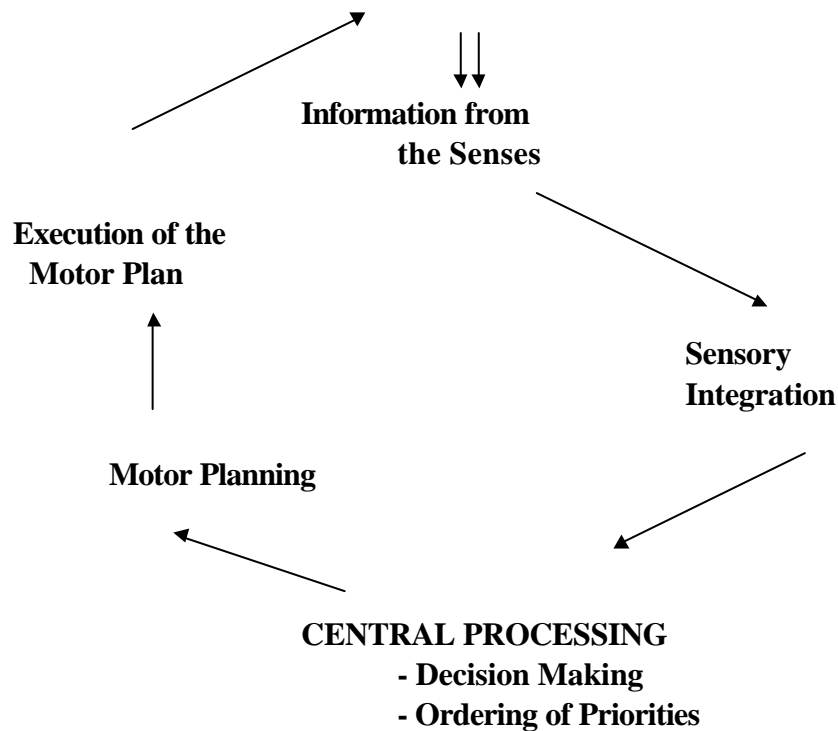 Information from
the Senses
Sensory
Integration
CENTRAL PROCESSING
- Decision Making
- Ordering of Priorities
Motor Planning
Execution of the
Motor Plan